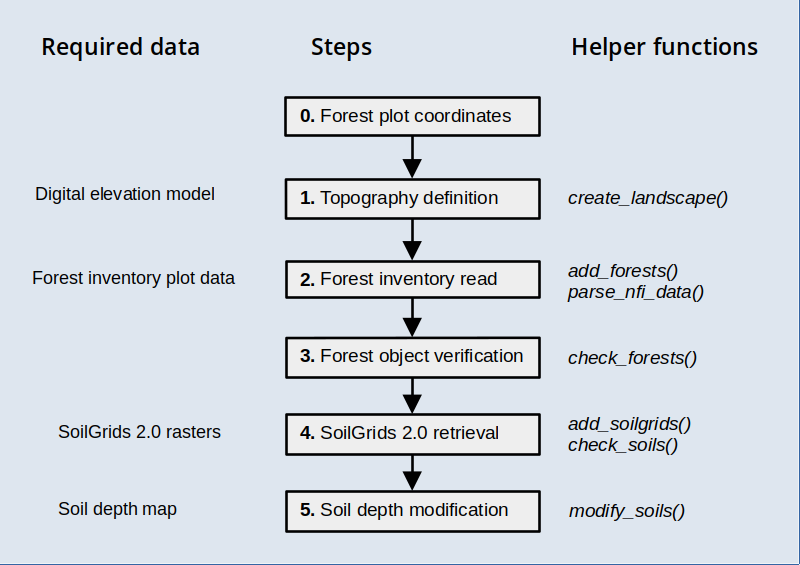 Required data
Steps
Helper functions
0. Forest plot coordinates
Digital elevation model
1. Topography definition
create_landscape()
Forest inventory plot data
2. Forest inventory read
add_forests()
parse_nfi_data()
3. Forest object verification
check_forests()
SoilGrids 2.0 rasters
4. SoilGrids 2.0 retrieval
add_soilgrids()
check_soils()
Soil depth map
5. Soil depth modification
modify_soils()